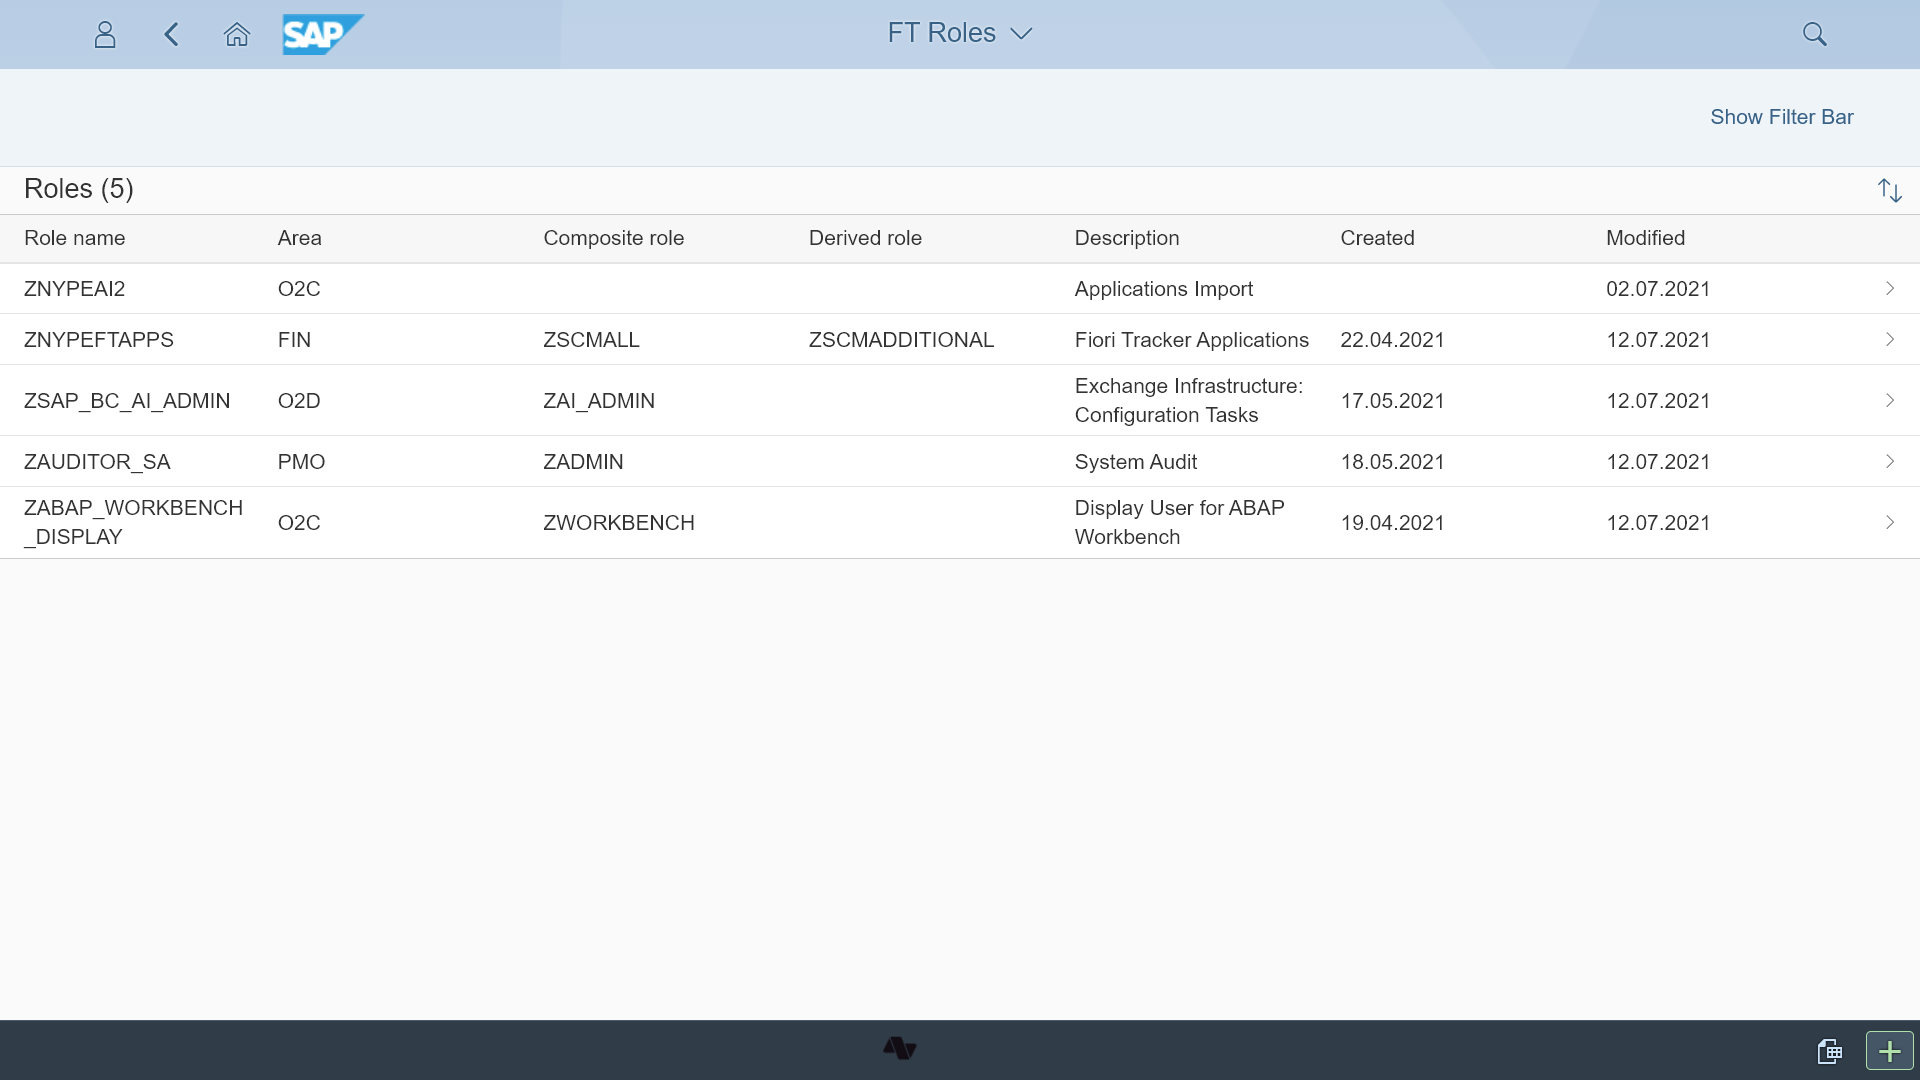 SAP
FT Roles
Show Filter Bar
Roles (5)
Role name Area Composite role Derived role Description Created Modified
ZNYPEAI2 O2C Applications Import 02.07.2021
ZNYPEFTAPPS FIN ZSCMALL ZSCMADDITIONAL Fiori Tracker Applications 22.04.2021 12.07.2021
ZSAP_BC_AI_ADMIN O2D ZAI_ADMIN Exchange Infrastructure: 17.05.2021 12.07.2021
Configuration Tasks
ZAUDITOR_SA PMO ZADMIN System Audit 18.05.2021 12.07.2021
ZABAP_WORKBENCH O2C ZWORKBENCH Display User for ABAP 19.04.2021 12.07.2021
_DISPLAY Workbench